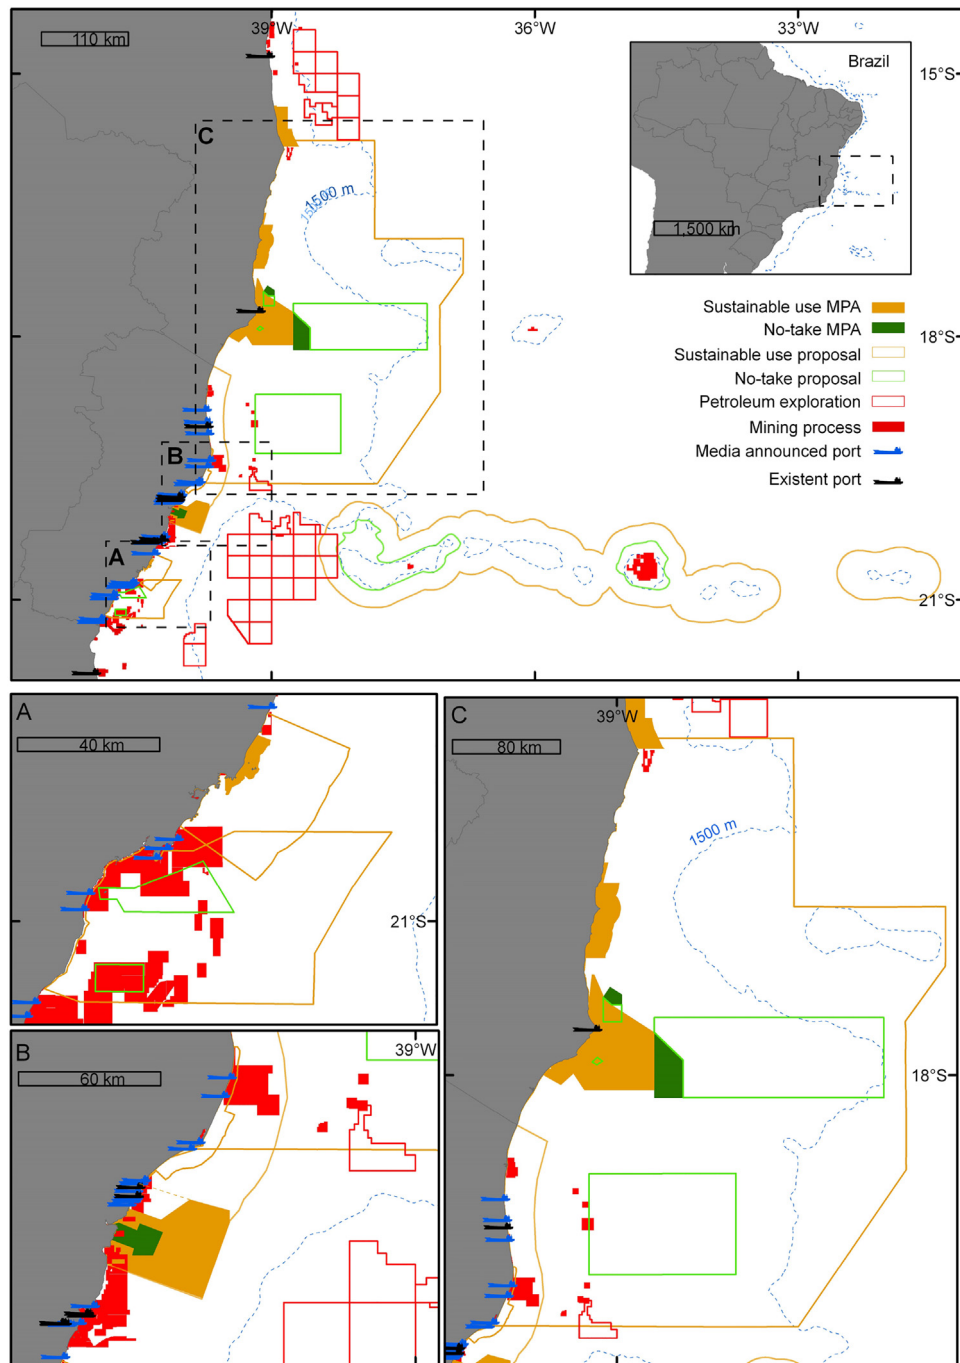 39°W
36°W
33°W
110 km
Brazil
15°S
C
1500 m
1500 m
1,500 km
Sustainable use MPA
No-take MPA
18°S
Sustainable use proposal
No-take proposal
Petroleum exploration
Mining process
Media announced port
Existent port
B
A
21°S
A
40 km
21°S
C
39°W
80 km
1500 m
18°S
B
39°W
60 km